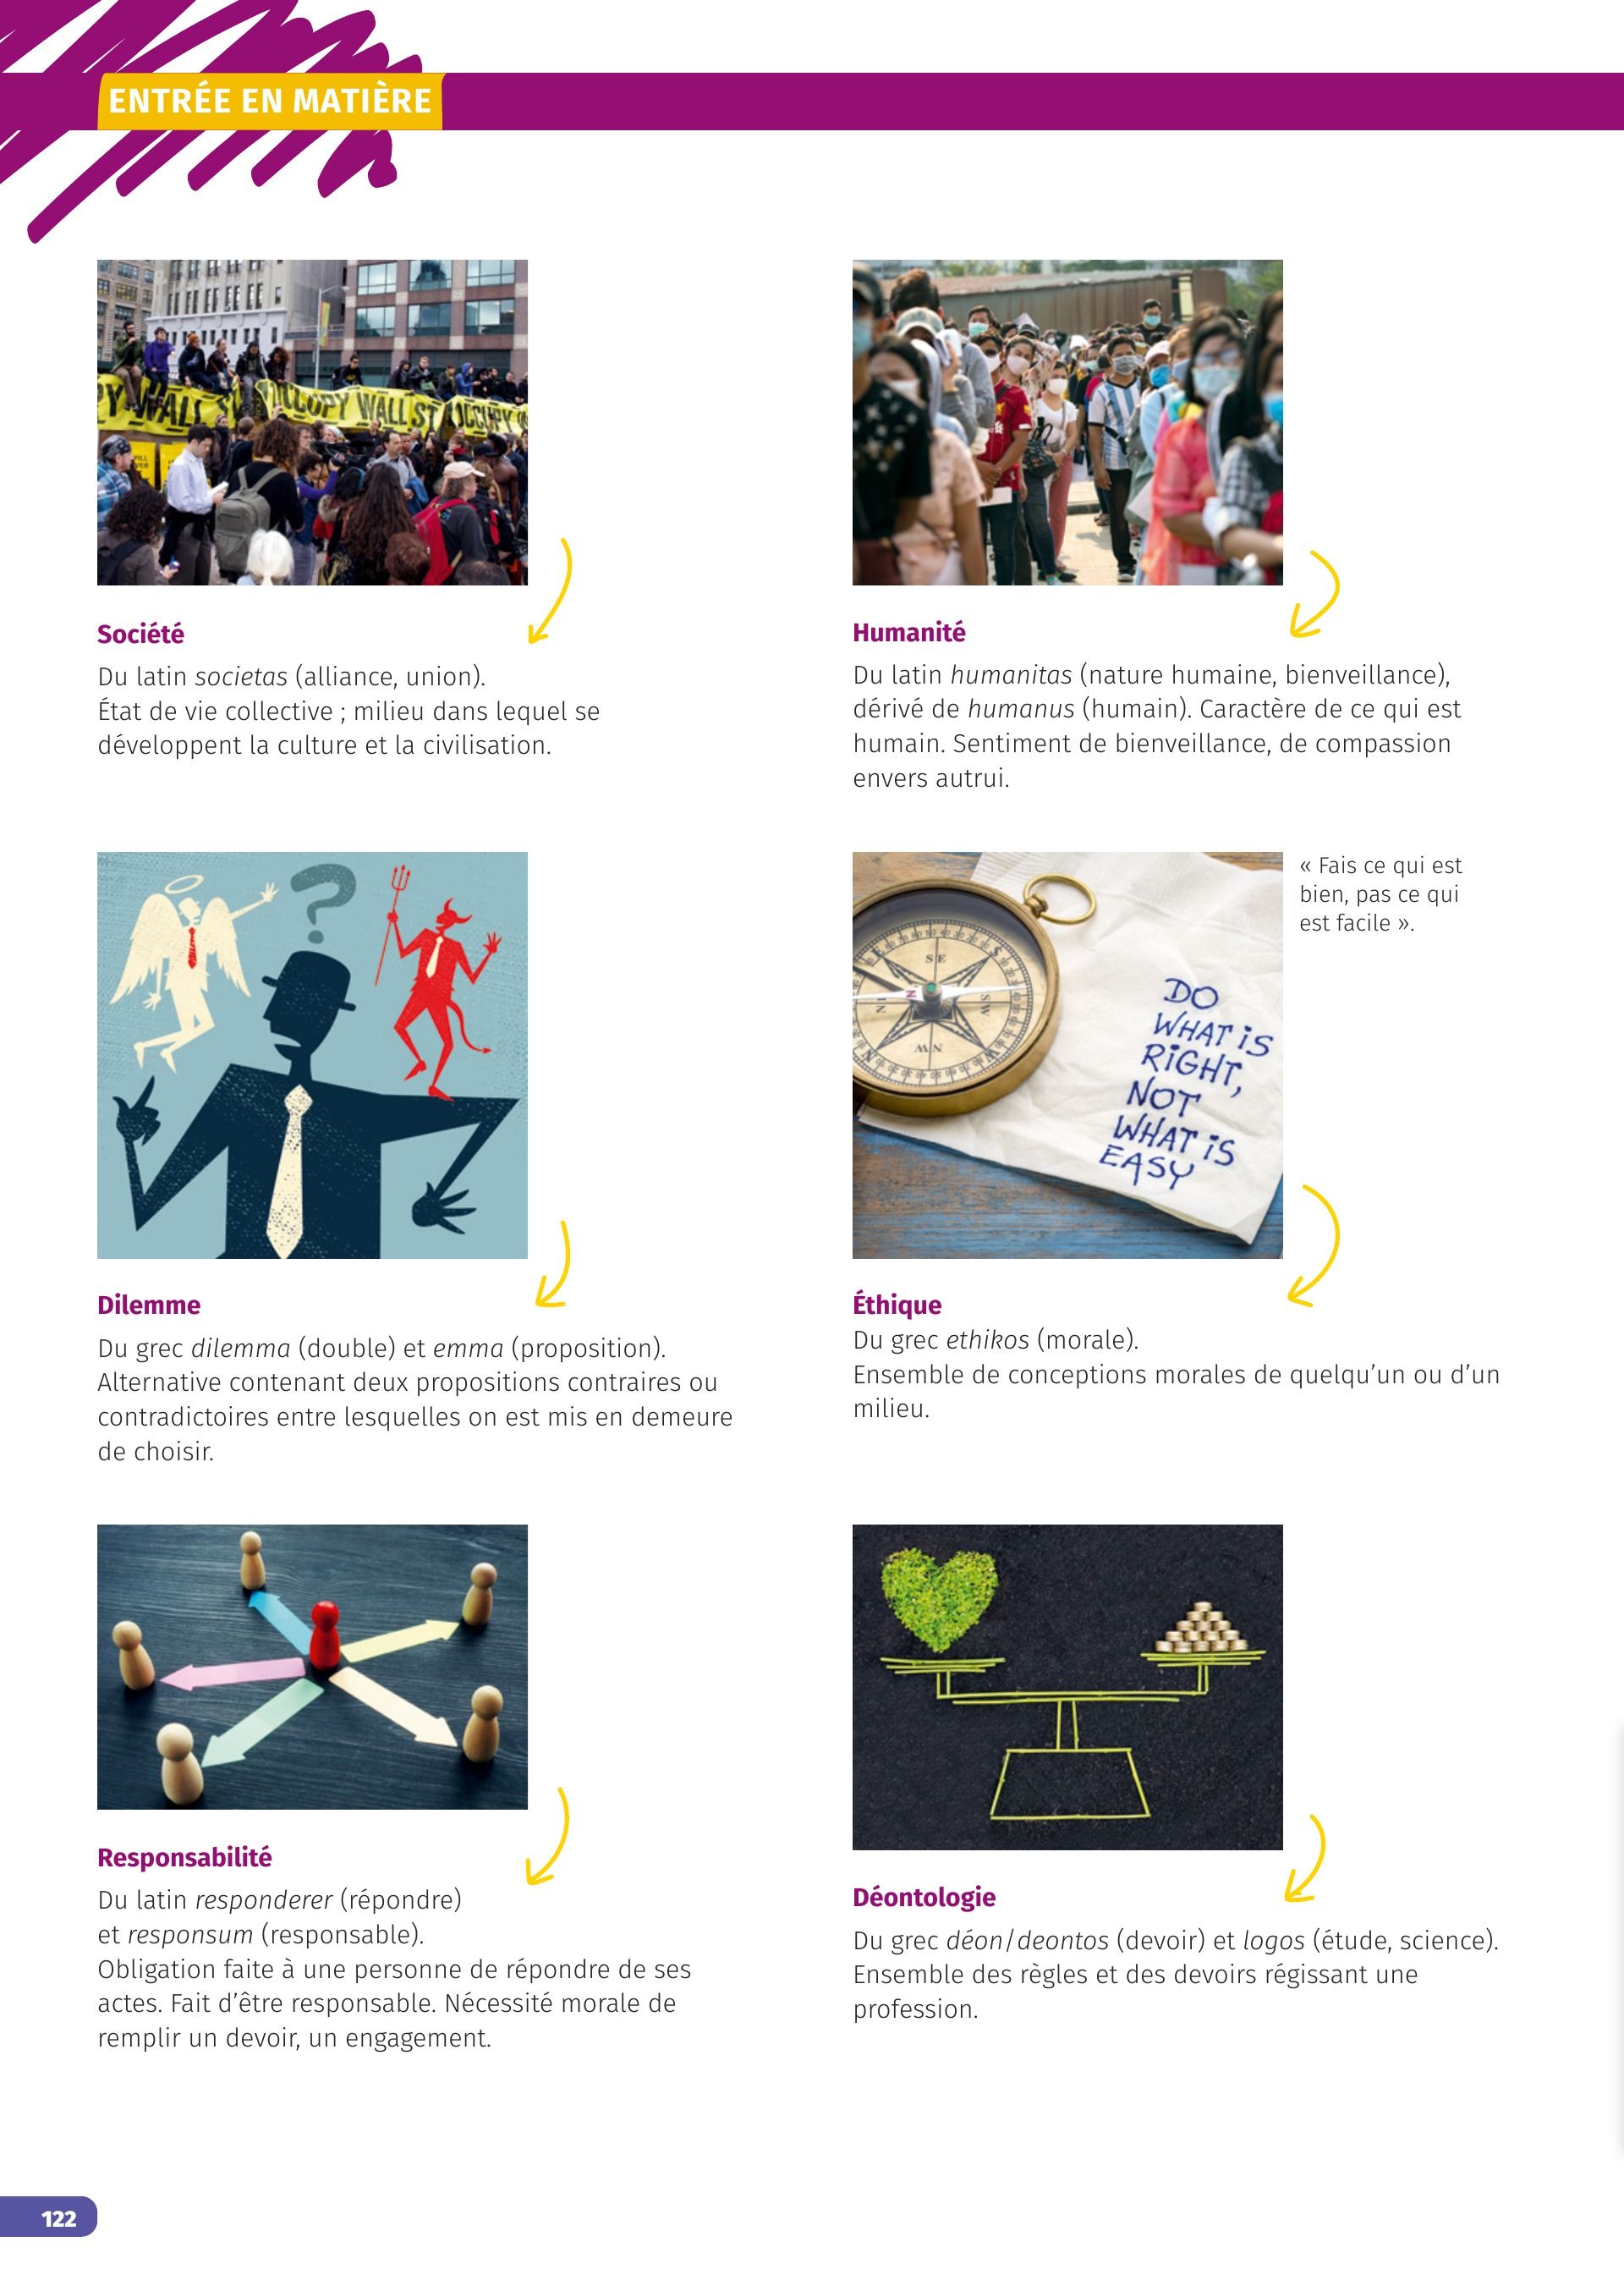 ENTRÉE EN MATIÈRE
PY WALL ST OCCUPY WALL ST OCCUPY
Société
Du latin societas (alliance, union).
État de vie collective ; milieu dans lequel se
développent la culture et la civilisation.
Humanité
Du latin humanitas (nature humaine, bienveillance),
dérivé de humanus (humain). Caractère de ce qui est
humain. Sentiment de bienveillance, de compassion
envers autrui.
?
Dilemme
Du grec dilemma (double) et emma (proposition).
Alternative contenant deux propositions contraires ou
contradictoires entre lesquelles on est mis en demeure
de choisir.
« Fais ce qui est
bien, pas ce qui
est facile ».
SE
S
SW
N
NW
DO
WHAT iS
RiGHT,
NOT
WHAT iS
EASY
Éthique
Du grec ethikos (morale).
Ensemble de conceptions morales de quelqu’un ou d’un
milieu.
Responsabilité
Du latin responderer (répondre)
et responsum (responsable).
Obligation faite à une personne de répondre de ses
actes. Fait d’être responsable. Nécessité morale de
remplir un devoir, un engagement.
Déontologie
Du grec déon/deontos (devoir) et logos (étude, science).
Ensemble des règles et des devoirs régissant une
profession.
122